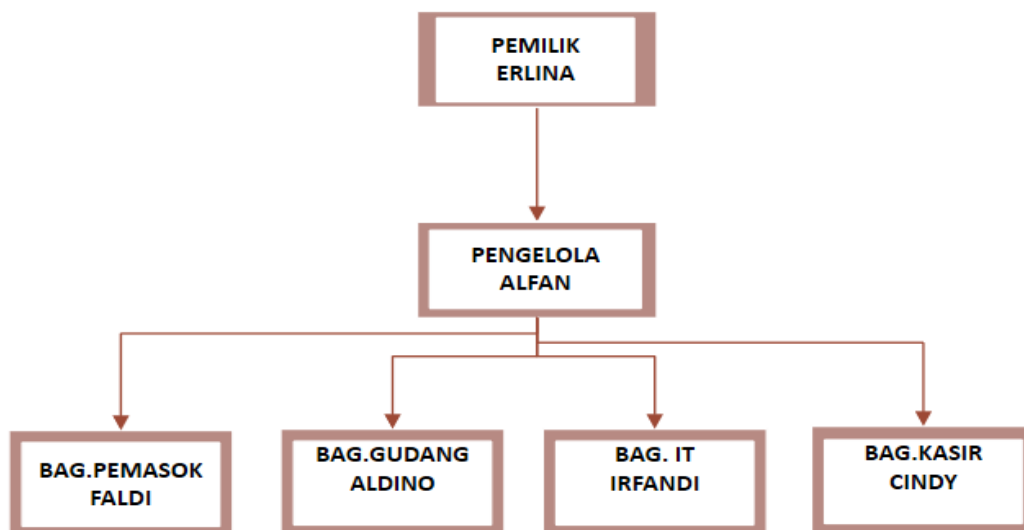 PEMILIK
ERLINA
PENGELOLA
ALFAN
BAG.PEMASOK
FALDI
BAG.GUDANG
ALDINO
BAG. IT
IRFANDI
BAG.KASIR
CINDY